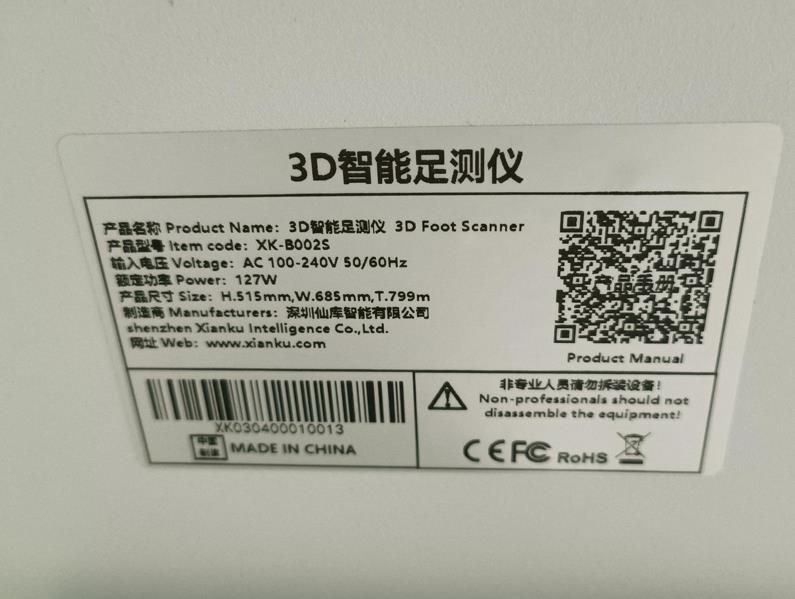 3D智能足测仪
产品名称 Product Name: 3D智能足测仪 3D Foot Scanner
产品型号 Item code: XK-B002S
输入电压 Voltage: AC 100-240V 50/60Hz
额定功率 Power: 127W
产品尺寸 Size: H.515mm,W.685mm,T.799m
制造商 Manufacturers: 深圳仙库智能有限公司
shenzhen Xianku Intelligence Co.,Ltd.
网址 Web: www.xianku.com
产品手册
Product Manual
XK030400010013
中国
制造
MADE IN CHINA
非专业人员请勿拆装设备!
Non-professionals should not
disassemble the equipment!
CE FC RoHS